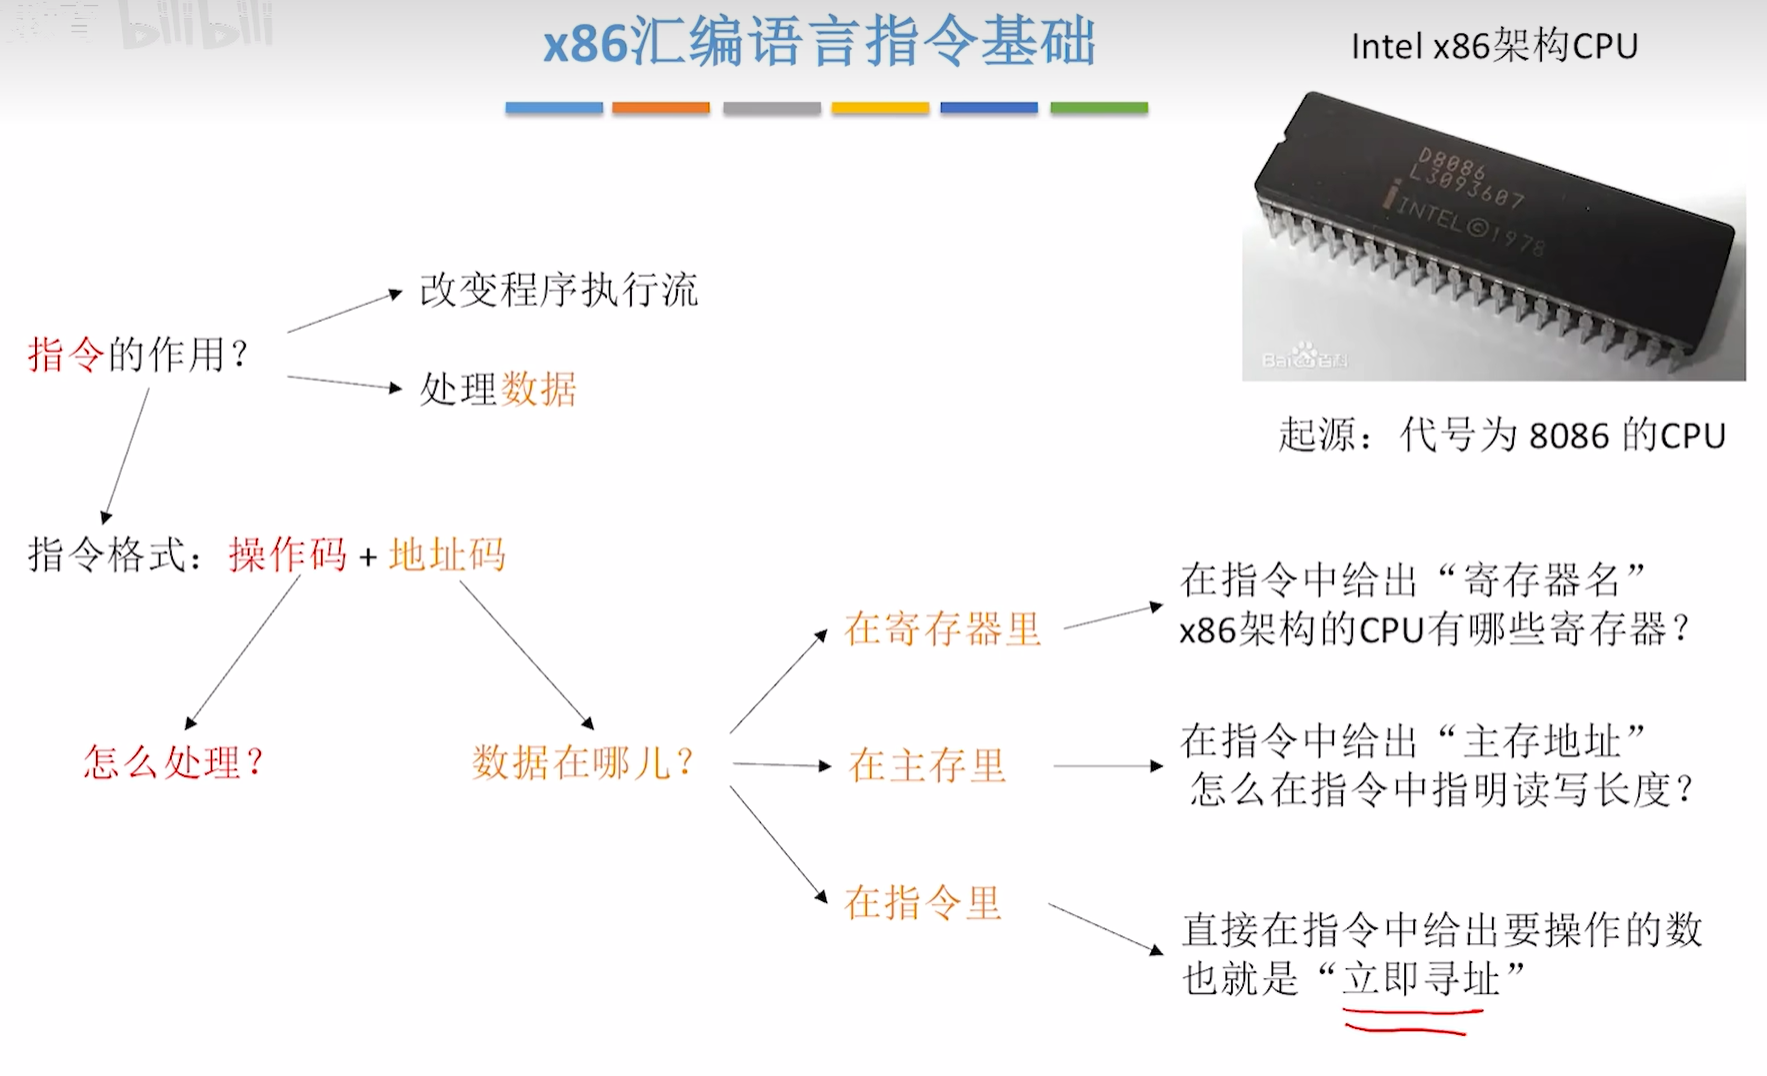 bilibili
x86汇编语言指令基础
Intel x86架构CPU
D8086
L3093607
INTEL©1978
Bai百科
起源：代号为 8086 的CPU
改变程序执行流
指令的作用？
处理数据
指令格式：操作码 + 地址码
怎么处理？
数据在哪儿？
在寄存器里
在指令中给出“寄存器名”
x86架构的CPU有哪些寄存器？
在主存里
在指令中给出“主存地址”
怎么在指令中指明读写长度？
在指令里
直接在指令中给出要操作的数
也就是“立即寻址”